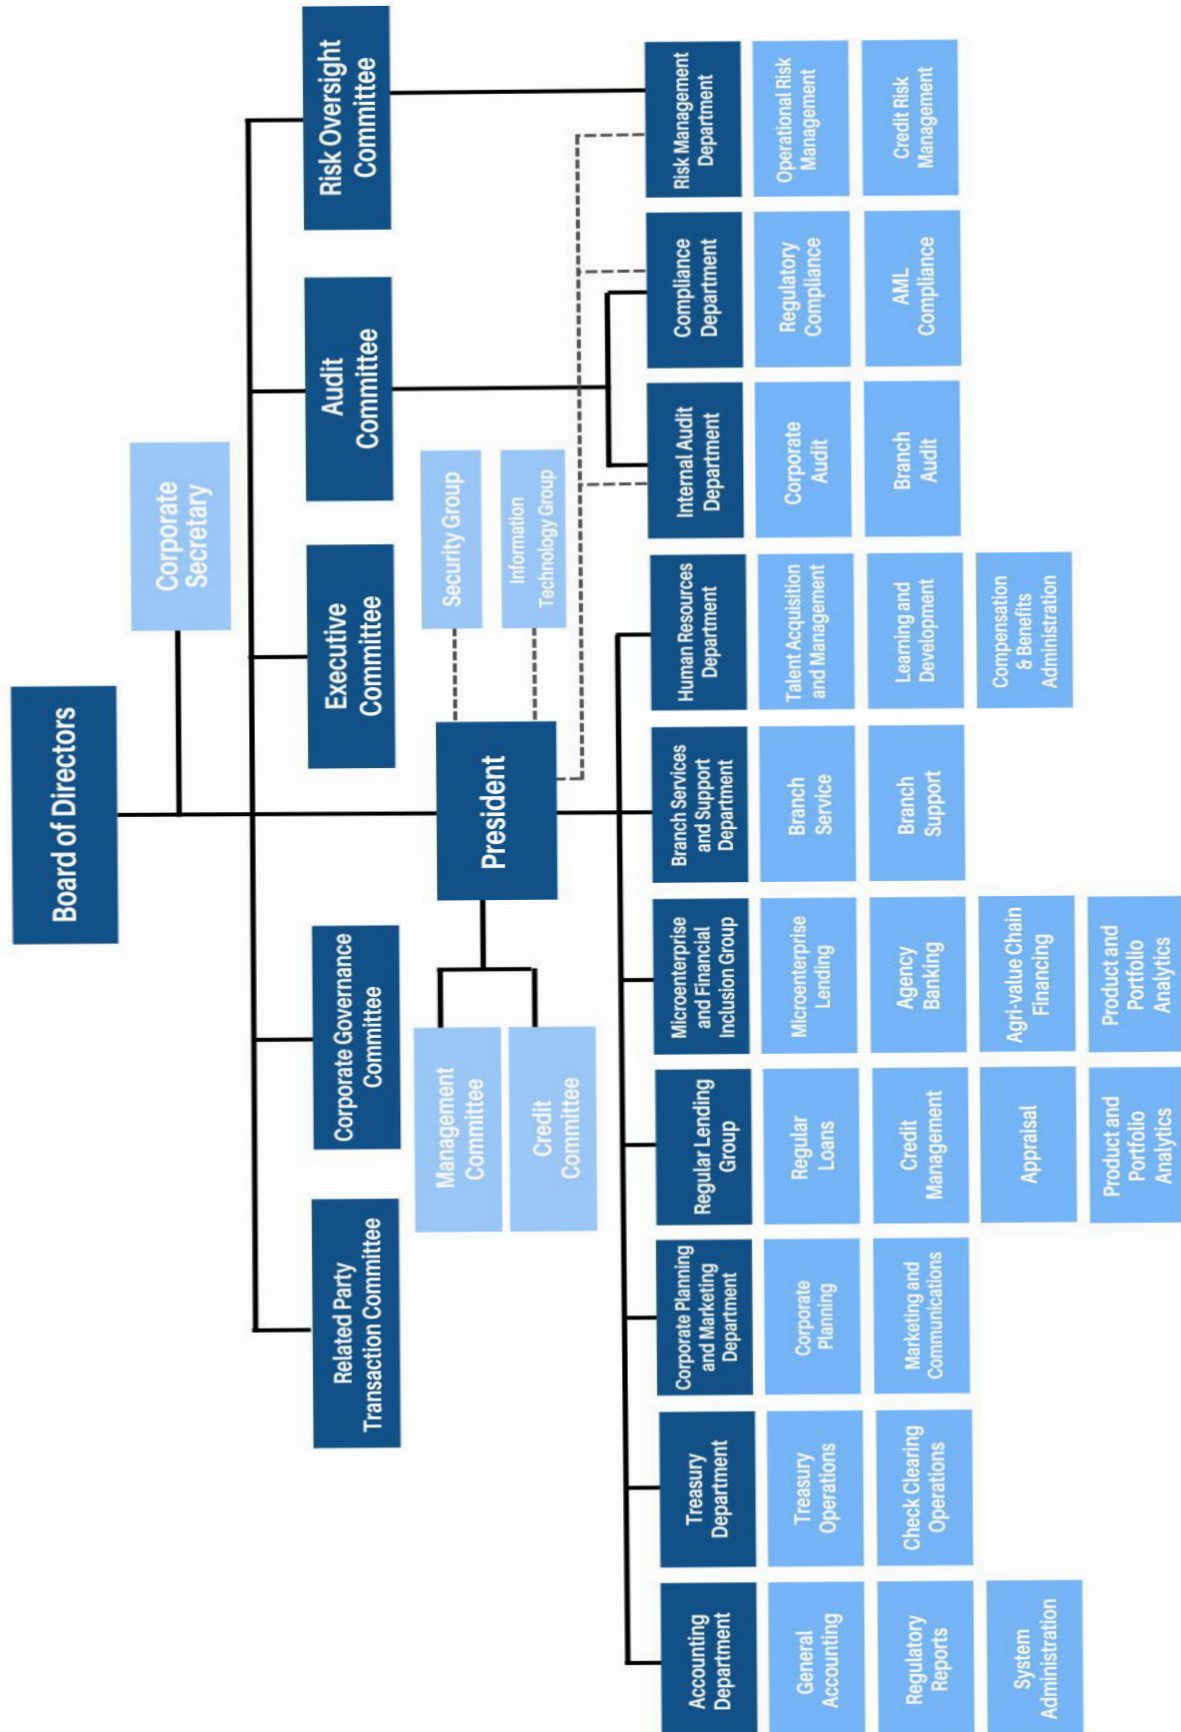 Board of Directors
Corporate
Secretary
Related Party
Transaction Committee
Corporate Governance
Committee
Executive
Committee
Audit
Committee
Risk Oversight
Committee
Management
Committee
Credit
Committee
President
Security Group
Information
Technology Group
Accounting
Department
General
Accounting
Regulatory
Reports
System
Administration
Treasury
Department
Treasury
Operations
Check Clearing
Operations
Corporate Planning
and Marketing
Department
Corporate
Planning
Marketing and
Communications
Regular Lending
Group
Regular
Loans
Credit
Management
Appraisal
Product and
Portfolio
Analytics
Microenterprise
and Financial
Inclusion Group
Microenterprise
Lending
Agency
Banking
Agri-value Chain
Financing
Product and
Portfolio
Analytics
Branch Services
and Support
Department
Branch
Service
Branch
Support
Human Resources
Department
Talent Acquisition
and Management
Learning and
Development
Compensation
& Benefits
Administration
Internal Audit
Department
Corporate
Audit
Branch
Audit
Compliance
Department
Regulatory
Compliance
AML
Compliance
Risk Management
Department
Operational Risk
Management
Credit Risk
Management